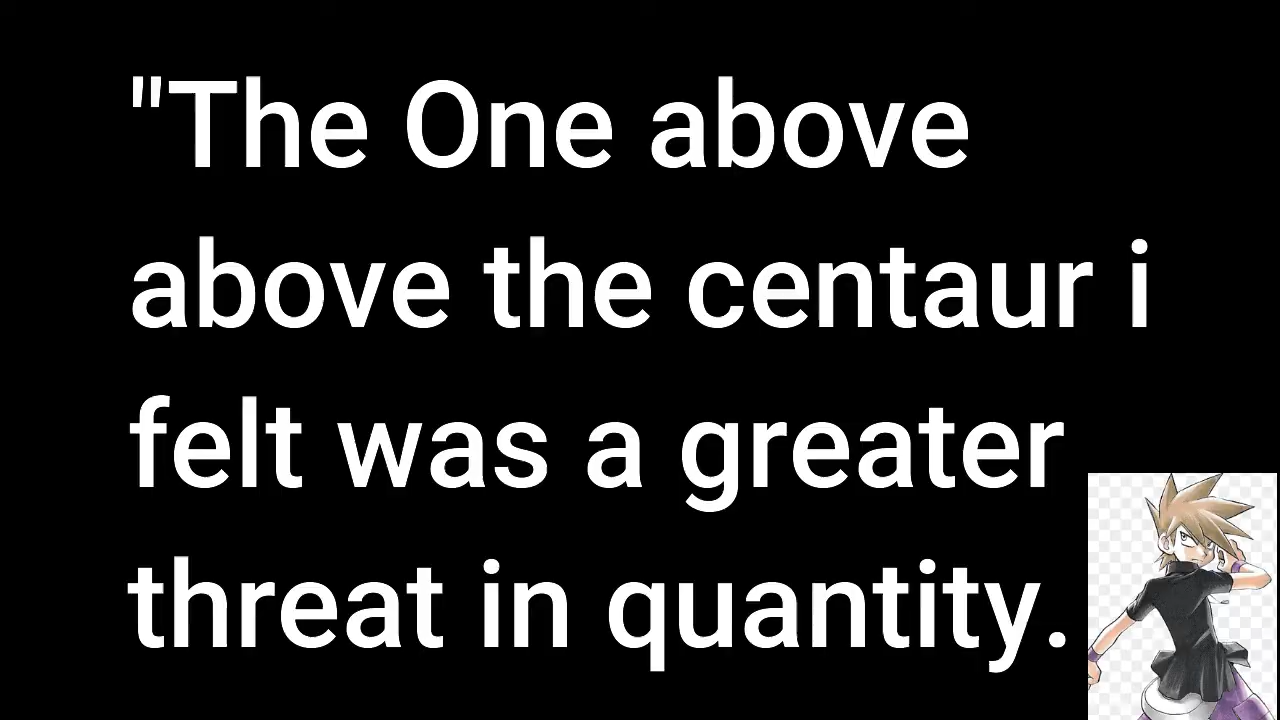 "The One above
above the centaur i
felt was a greater
threat in quantity.